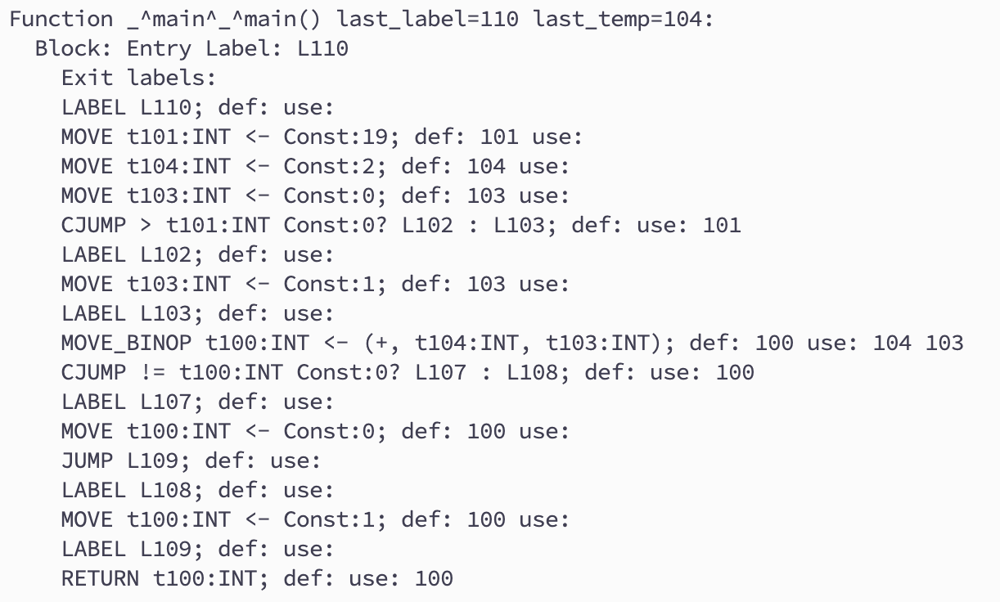 Function _^main^_^main() last_label=110 last_temp=104:
  Block: Entry Label: L110
    Exit labels:
    LABEL L110; def: use:
    MOVE t101:INT <- Const:19; def: 101 use:
    MOVE t104:INT <- Const:2; def: 104 use:
    MOVE t103:INT <- Const:0; def: 103 use:
    CJUMP > t101:INT Const:0? L102 : L103; def: use: 101
    LABEL L102; def: use:
    MOVE t103:INT <- Const:1; def: 103 use:
    LABEL L103; def: use:
    MOVE_BINOP t100:INT <- (+, t104:INT, t103:INT); def: 100 use: 104 103
    CJUMP != t100:INT Const:0? L107 : L108; def: use: 100
    LABEL L107; def: use:
    MOVE t100:INT <- Const:0; def: 100 use:
    JUMP L109; def: use:
    LABEL L108; def: use:
    MOVE t100:INT <- Const:1; def: 100 use:
    LABEL L109; def: use:
    RETURN t100:INT; def: use: 100